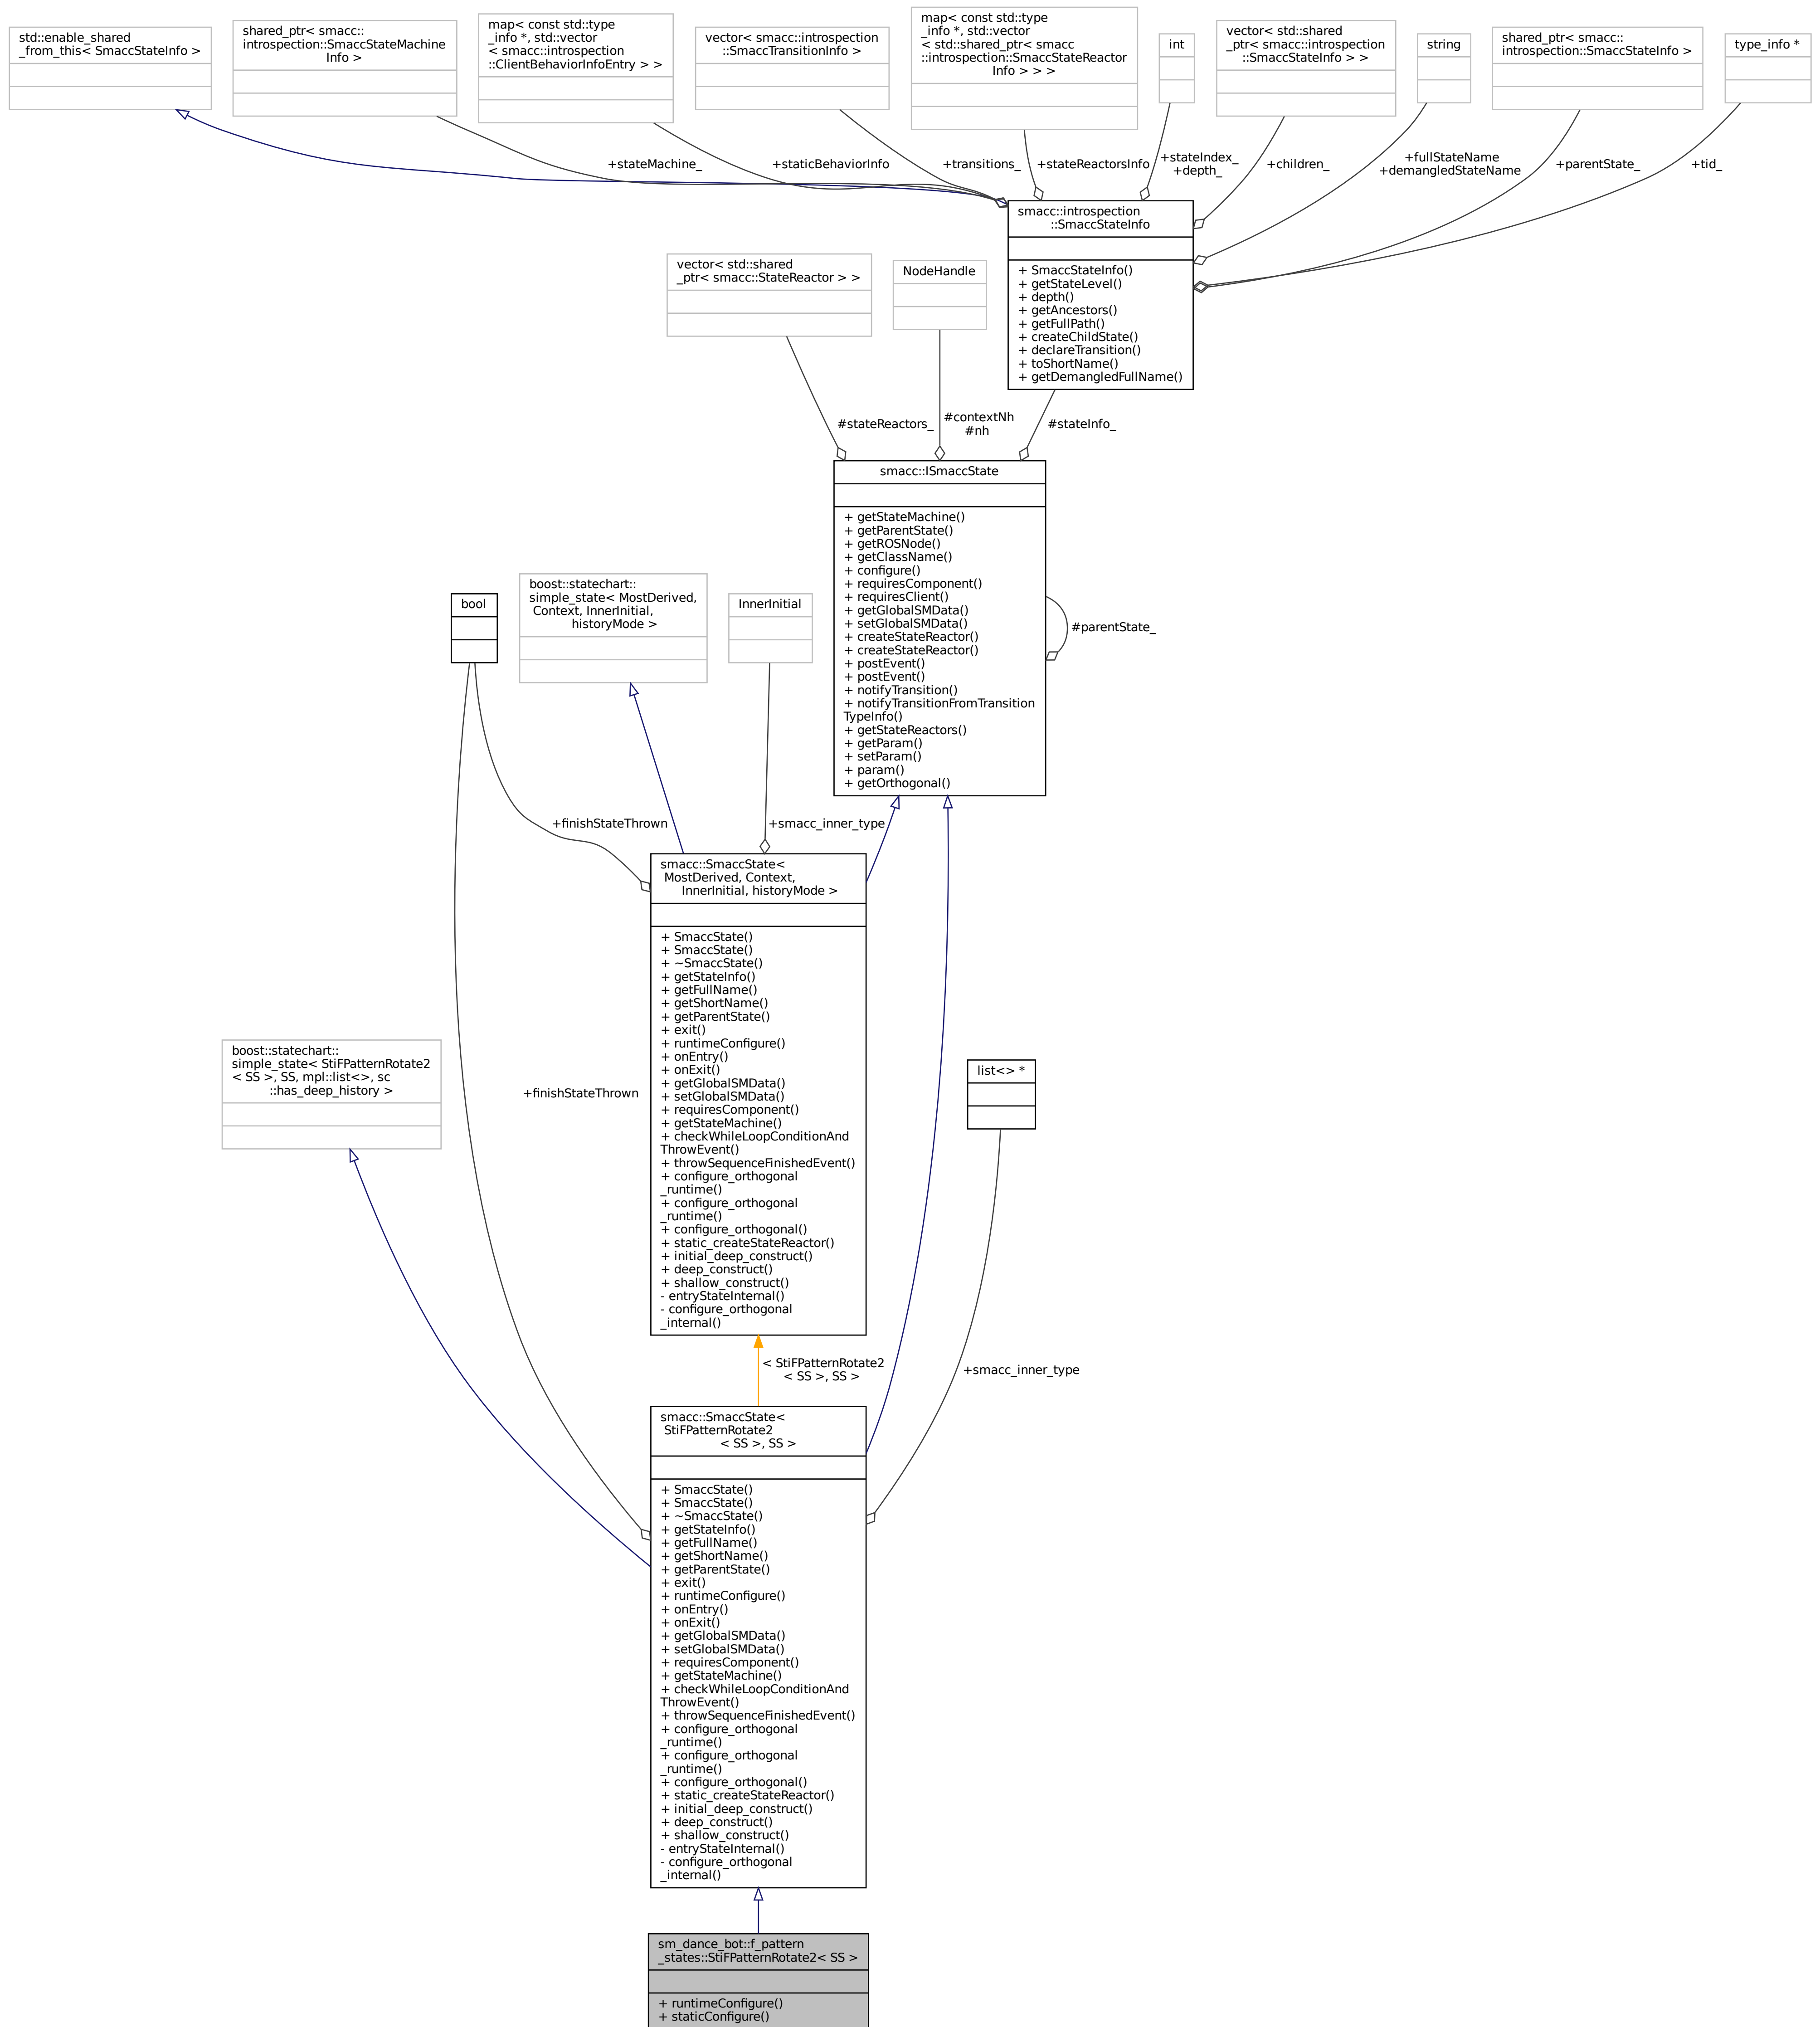 std::enable_shared
_from_this< SmaccStateInfo >
shared_ptr< smacc::
introspection::SmaccStateMachine
Info >
map< const std::type
_info *, std::vector
< smacc::introspection
::ClientBehaviorInfoEntry > >
vector< smacc::introspection
::SmaccTransitionInfo >
map< const std::type
_info *, std::vector
< std::shared_ptr< smacc
::introspection::SmaccStateReactor
Info > > >
int
vector< std::shared
_ptr< smacc::introspection
::SmaccStateInfo > >
string
shared_ptr< smacc::
introspection::SmaccStateInfo >
type_info *
+stateMachine_
+staticBehaviorInfo
+transitions_
+stateReactorsInfo
+stateIndex_
+depth_
+children_
+fullStateName
+demangledStateName
+parentState_
+tid_
smacc::introspection
::SmaccStateInfo
+ SmaccStateInfo()
+ getStateLevel()
+ depth()
+ getAncestors()
+ getFullPath()
+ createChildState()
+ declareTransition()
+ toShortName()
+ getDemangledFullName()
vector< std::shared
_ptr< smacc::StateReactor > >
NodeHandle
#stateReactors_
#contextNh
#nh
#stateInfo_
smacc::ISmaccState
+ getStateMachine()
+ getParentState()
+ getROSNode()
+ getClassName()
+ configure()
+ requiresComponent()
+ requiresClient()
+ getGlobalSMData()
+ setGlobalSMData()
+ createStateReactor()
+ createStateReactor()
+ postEvent()
+ postEvent()
+ notifyTransition()
+ notifyTransitionFromTransition
TypeInfo()
+ getStateReactors()
+ getParam()
+ setParam()
+ param()
+ getOrthogonal()
#parentState_
bool
boost::statechart::
simple_state< MostDerived,
Context, InnerInitial,
historyMode >
InnerInitial
+finishStateThrown
+smacc_inner_type
smacc::SmaccState<
MostDerived, Context,
InnerInitial, historyMode >
+ SmaccState()
+ SmaccState()
+ ~SmaccState()
+ getStateInfo()
+ getFullName()
+ getShortName()
+ getParentState()
+ exit()
+ runtimeConfigure()
+ onEntry()
+ onExit()
+ getGlobalSMData()
+ setGlobalSMData()
+ requiresComponent()
+ getStateMachine()
+ checkWhileLoopConditionAnd
ThrowEvent()
+ throwSequenceFinishedEvent()
+ configure_orthogonal
_runtime()
+ configure_orthogonal
_runtime()
+ configure_orthogonal()
+ static_createStateReactor()
+ initial_deep_construct()
+ deep_construct()
+ shallow_construct()
- entryStateInternal()
- configure_orthogonal
_internal()
boost::statechart::
simple_state< StiFPatternRotate2
< SS >, SS, mpl::list<>, sc
::has_deep_history >
+finishStateThrown
list<> *
< StiFPatternRotate2
< SS >, SS >
+smacc_inner_type
smacc::SmaccState<
StiFPatternRotate2
< SS >, SS >
+ SmaccState()
+ SmaccState()
+ ~SmaccState()
+ getStateInfo()
+ getFullName()
+ getShortName()
+ getParentState()
+ exit()
+ runtimeConfigure()
+ onEntry()
+ onExit()
+ getGlobalSMData()
+ setGlobalSMData()
+ requiresComponent()
+ getStateMachine()
+ checkWhileLoopConditionAnd
ThrowEvent()
+ throwSequenceFinishedEvent()
+ configure_orthogonal
_runtime()
+ configure_orthogonal
_runtime()
+ configure_orthogonal()
+ static_createStateReactor()
+ initial_deep_construct()
+ deep_construct()
+ shallow_construct()
- entryStateInternal()
- configure_orthogonal
_internal()
sm_dance_bot::f_pattern
_states::StiFPatternRotate2< SS >
+ runtimeConfigure()
+ staticConfigure()